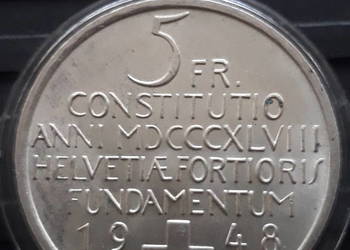 5 FR.
CONSTITUTIO
ANNI MDCCCXLVIII
HELVETIÆ FORTIORIS
FUNDAMENTUM
1948